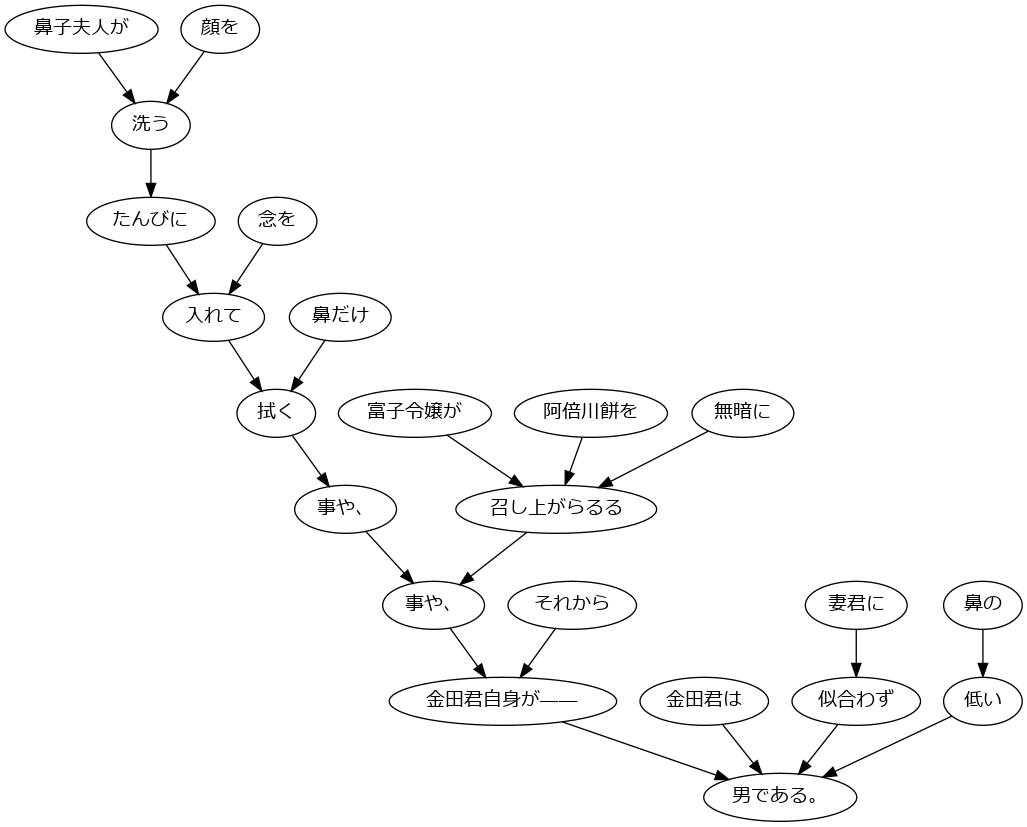 鼻子夫人が
顔を
洗う
たんびに
念を
入れて
鼻だけ
拭く
富子令嬢が
阿倍川餅を
無暗に
事や、
召し上がらるる
事や、
それから
妻君に
鼻の
金田君自身が——
金田君は
似合わず
低い
男である。